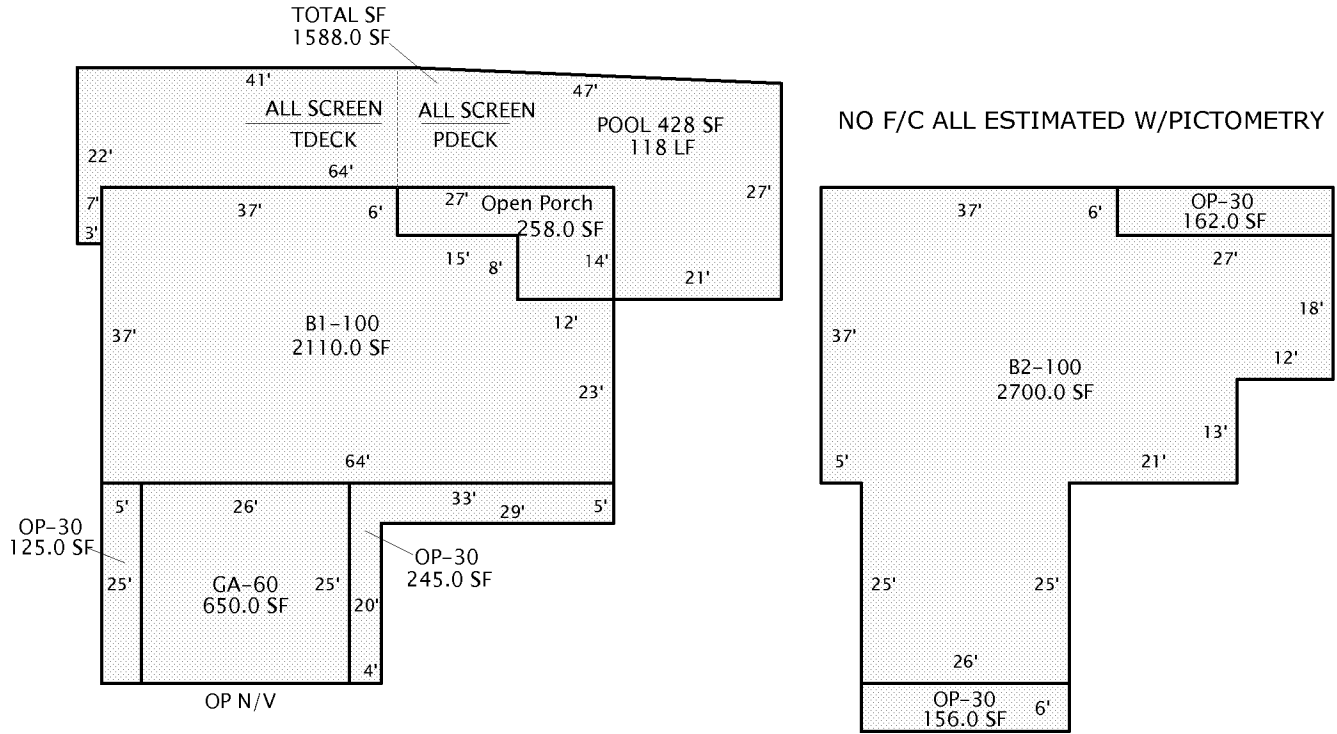 TOTAL SF
1588.0 SF
41'
47'
ALL SCREEN
TDECK
ALL SCREEN
PDECK
POOL 428 SF
118 LF
NO F/C ALL ESTIMATED W/PICTOMETRY
22'
64'
27'
7'
3'
37'
6'
27'
Open Porch
258.0 SF
15'
8'
14'
21'
37'
B1-100
2110.0 SF
12'
23'
64'
5'
26'
33'
29'
5'
OP-30
125.0 SF
25'
GA-60
650.0 SF
25'
20'
4'
OP-30
245.0 SF
OP N/V
37'
6'
OP-30
162.0 SF
27'
18'
37'
B2-100
2700.0 SF
12'
13'
5'
21'
25'
25'
26'
OP-30
156.0 SF
6'